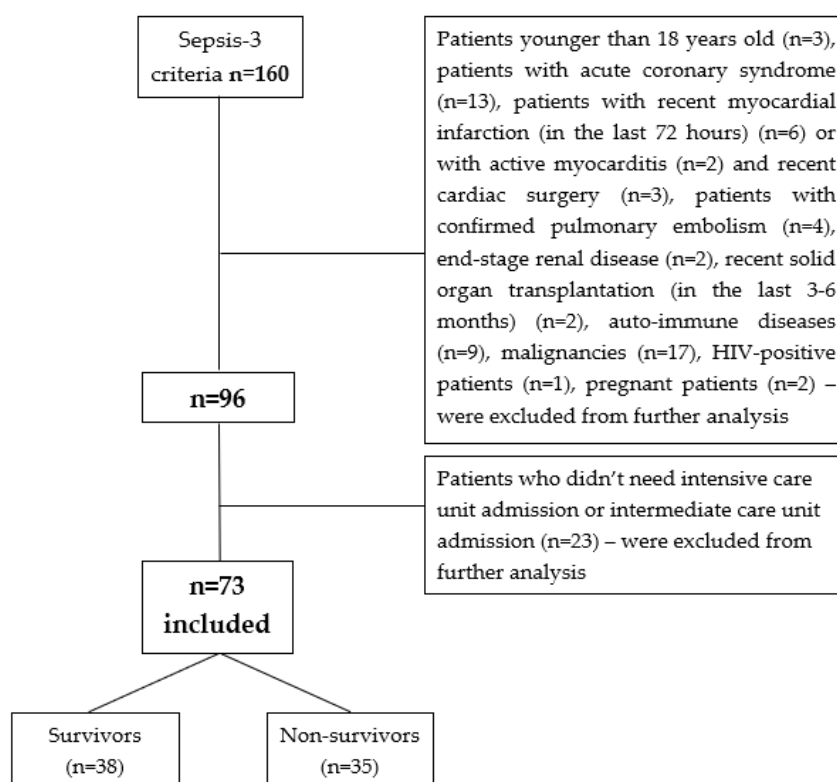 Sepsis-3
criteria n=160
Patients younger than 18 years old (n=3),
patients with acute coronary syndrome
(n=13), patients with recent myocardial
infarction (in the last 72 hours) (n=6) or
with active myocarditis (n=2) and recent
cardiac surgery (n=3), patients with
confirmed pulmonary embolism (n=4),
end-stage renal disease (n=2), recent solid
organ transplantation (in the last 3-6
months) (n=2), auto-immune diseases
(n=9), malignancies (n=17), HIV-positive
patients (n=1), pregnant patients (n=2) –
were excluded from further analysis
n=96
Patients who didn’t need intensive care
unit admission or intermediate care unit
admission (n=23) – were excluded from
further analysis
n=73
included
Survivors
(n=38)
Non-survivors
(n=35)